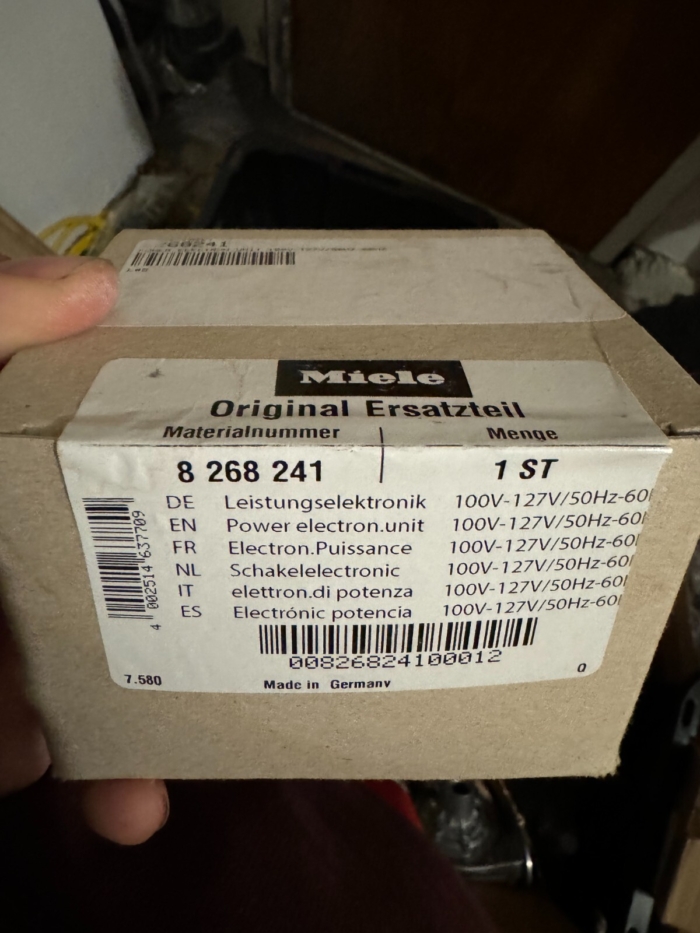 Miele
Original Ersatzteil
Materialnummer Menge
8 268 241 1 ST
DE Leistungselektronik 100V-127V/50Hz-60
EN Power electron.unit 100V-127V/50Hz-60
FR Electron.Puissance 100V-127V/50Hz-60
NL Schakelelectronic 100V-127V/50Hz-60
IT elettron.di potenza 100V-127V/50Hz-60
ES Electrónic potencia 100V-127V/50Hz-60
4 002514 637709
00826824100012
7.580 Made in Germany 0